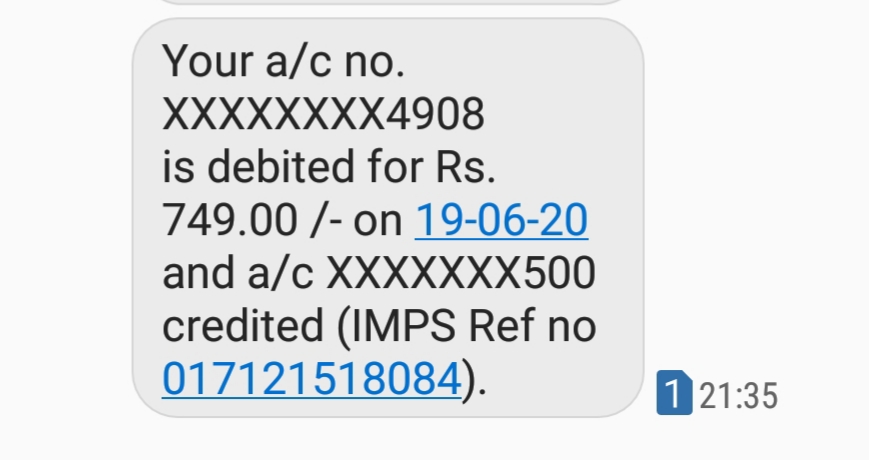 Your a/c no.
XXXXXXXX4908
is debited for Rs.
749.00 /- on 19-06-20
and a/c XXXXXXX500
credited (IMPS Ref no
017121518084).
1 21:35